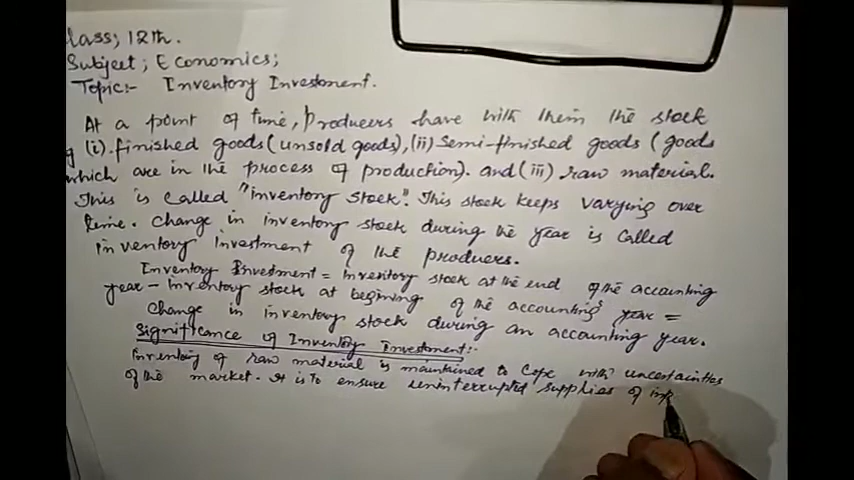 lass; 12th.
Subject; Economics;
Topic:- Inventory Investment.
At a point of time, Producers have with them the stock
of (i). finished goods (unsold goods), (ii) Semi-finished goods (goods
which are in the process of production). and (iii) raw material.
This is called "inventory stock". This stock keeps varying over
time. change in inventory stock during the year is called
inventory investment of the producers.
Inventory Investment = Inventory stock at the end of the accounting
year - inventory stock at begining of the accounting year =
Change in inventory stock during an accounting year.
Significance of Inventory Investment:-
Inventory of raw material is maintained to Cope with uncertainties
of the market. it is to ensure uninterrupted supplies of inp